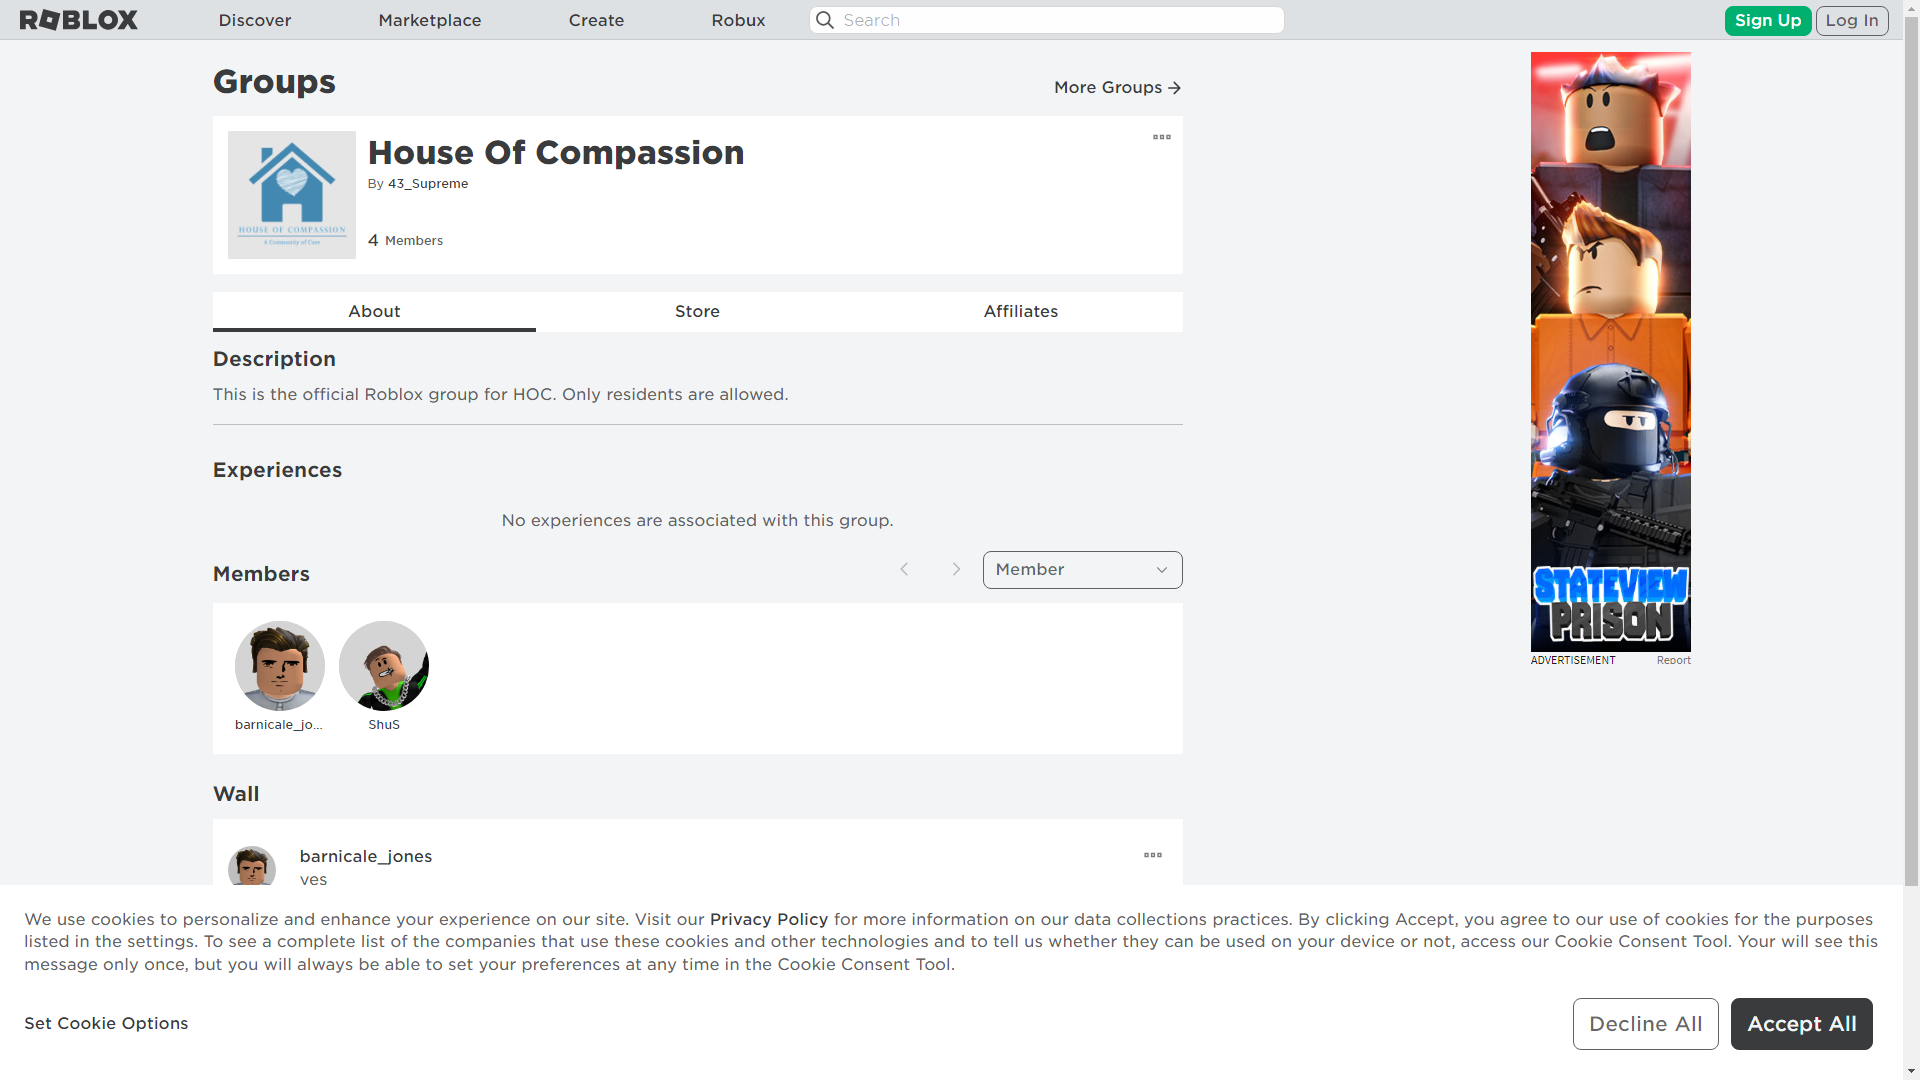 ROBLOX
Discover
Marketplace
Create
Robux
Search
Sign Up
Log In
Groups
More Groups
HOUSE OF COMPASSION
A Community of Care
House Of Compassion
By 43_Supreme
4 Members
About
Store
Affiliates
Description
This is the official Roblox group for HOC. Only residents are allowed.
Experiences
No experiences are associated with this group.
Members
Member
barnicale_jo...
ShuS
Wall
barnicale_jones
yes
STATEVIEW
PRISON
ADVERTISEMENT
Report
We use cookies to personalize and enhance your experience on our site. Visit our Privacy Policy for more information on our data collections practices. By clicking Accept, you agree to our use of cookies for the purposes
listed in the settings. To see a complete list of the companies that use these cookies and other technologies and to tell us whether they can be used on your device or not, access our Cookie Consent Tool. Your will see this
message only once, but you will always be able to set your preferences at any time in the Cookie Consent Tool.
Set Cookie Options
Decline All
Accept All